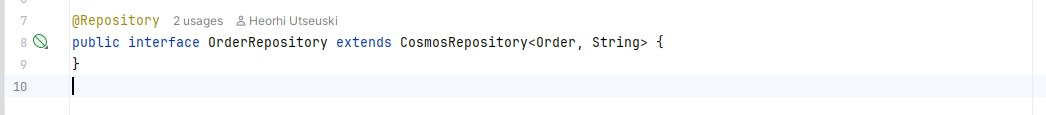 7 @Repository 2 usages Heorhi Utseuski
8 public interface OrderRepository extends CosmosRepository<Order, String> {
9 }
10